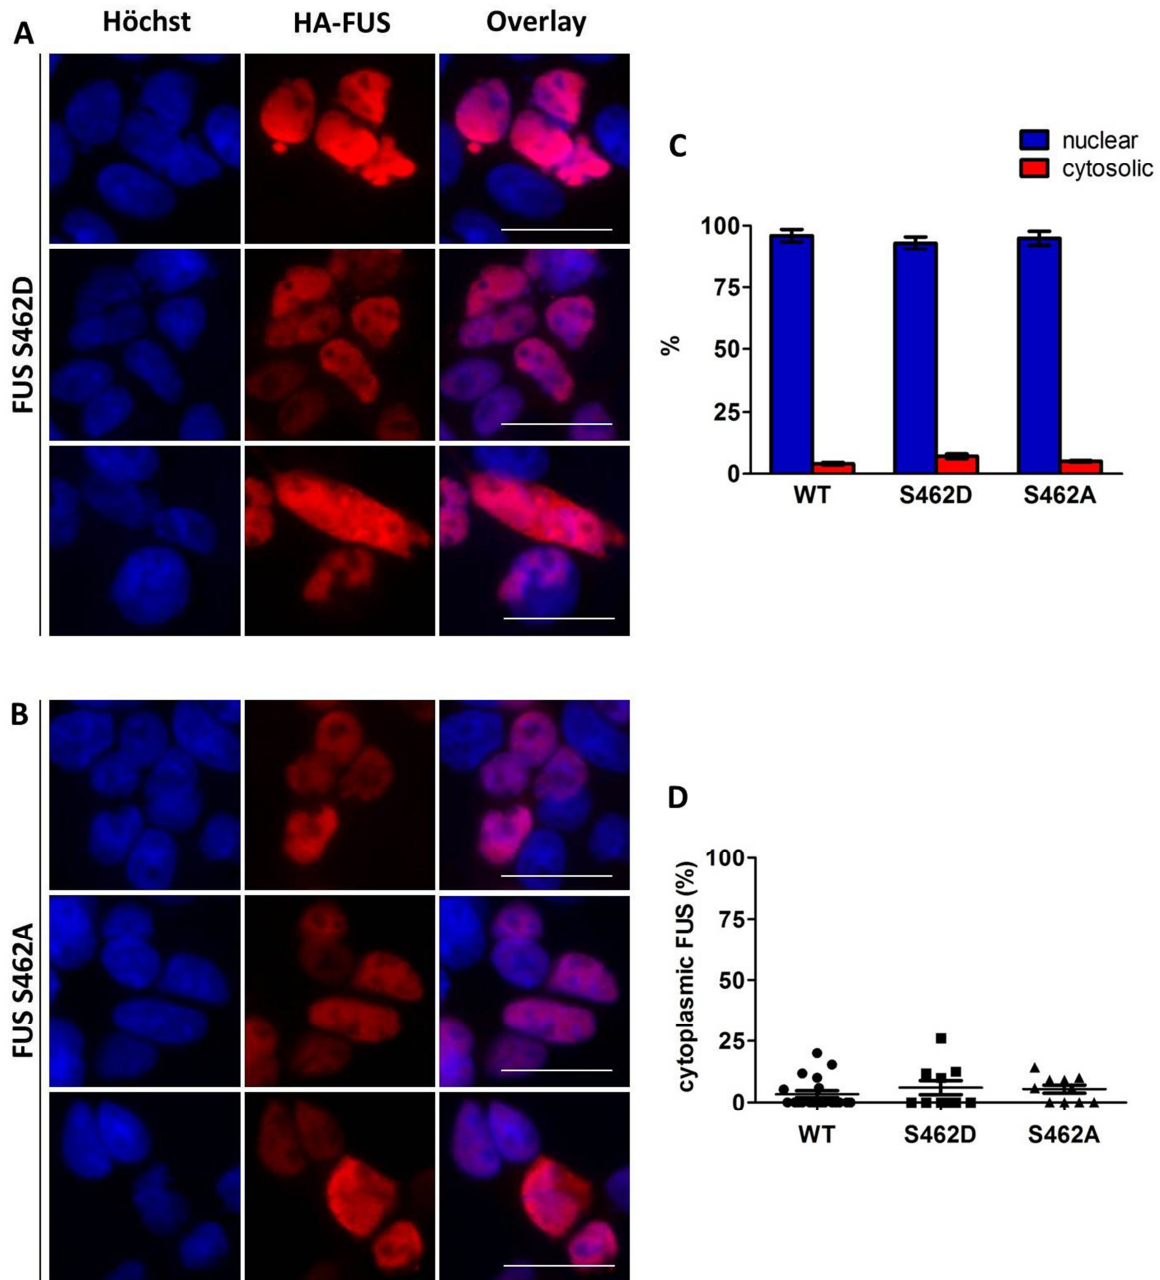 A
Höchst
HA-FUS
Overlay
FUS S462D
B
FUS S462A
C
nuclear
cytosolic
100
75
50
25
0
%
WT
S462D
S462A
D
100
75
50
25
0
cytoplasmic FUS (%)
WT
S462D
S462A